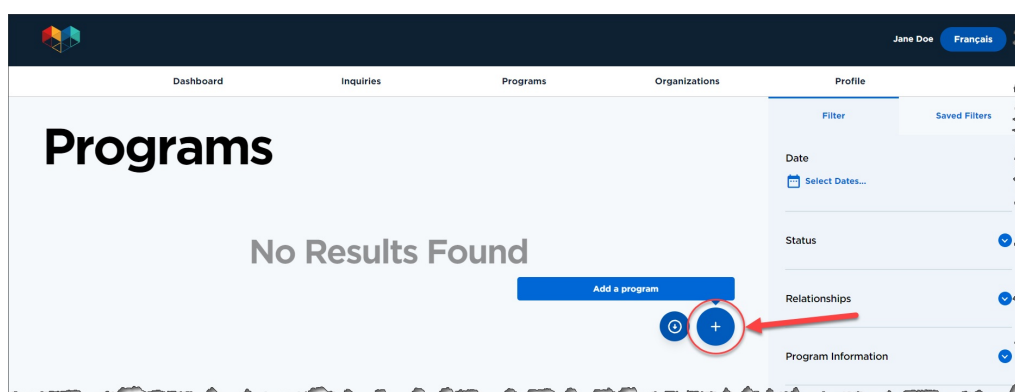 Jane Doe Français
Dashboard Inquiries Programs Organizations Profile
Filter Saved Filters
Programs
Date
Select Dates...
No Results Found
Status
Add a program
Relationships
+
Program Information